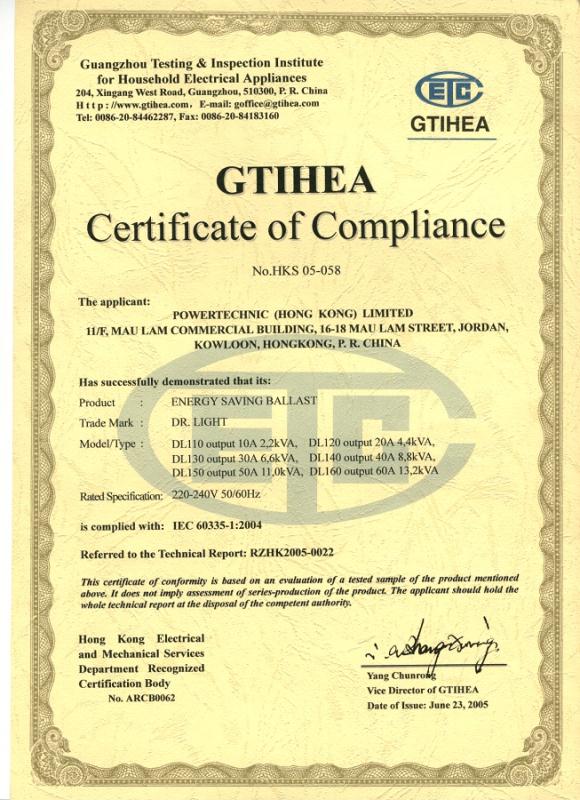 Guangzhou Testing & Inspection Institute
for Household Electrical Appliances
204, Xingang West Road, Guangzhou, 510300, P. R. China
Http://www.gtihea.com, E-mail: goffice@gtihea.com
Tel: 0086-20-84462287, Fax: 0086-20-84183160
ETC
GTIHEA
GTIHEA
Certificate of Compliance
No.HKS 05-058
The applicant:
POWERTECHNIC (HONG KONG) LIMITED
11/F, MAU LAM COMMERCIAL BUILDING, 16-18 MAU LAM STREET, JORDAN,
KOWLOON, HONGKONG, P. R. CHINA
Has successfully demonstrated that its:
Product : ENERGY SAVING BALLAST
Trade Mark : DR. LIGHT
Model/Type : DL110 output 10A 2,2kVA, DL120 output 20A 4,4kVA,
DL130 output 30A 6,6kVA, DL140 output 40A 8,8kVA,
DL150 output 50A 11,0kVA, DL160 output 60A 13,2kVA
Rated Specification: 220-240V 50/60Hz
is complied with: IEC 60335-1:2004
Referred to the Technical Report: RZHK2005-0022
This certificate of conformity is based on an evaluation of a tested sample of the product mentioned
above. It does not imply assessment of series-production of the product. The applicant should hold the
whole technical report at the disposal of the competent authority.
Hong Kong Electrical
and Mechanical Services
Department Recognized
Certification Body
No. ARCB0062
Yang Chunrong
Vice Director of GTIHEA
Date of Issue: June 23, 2005